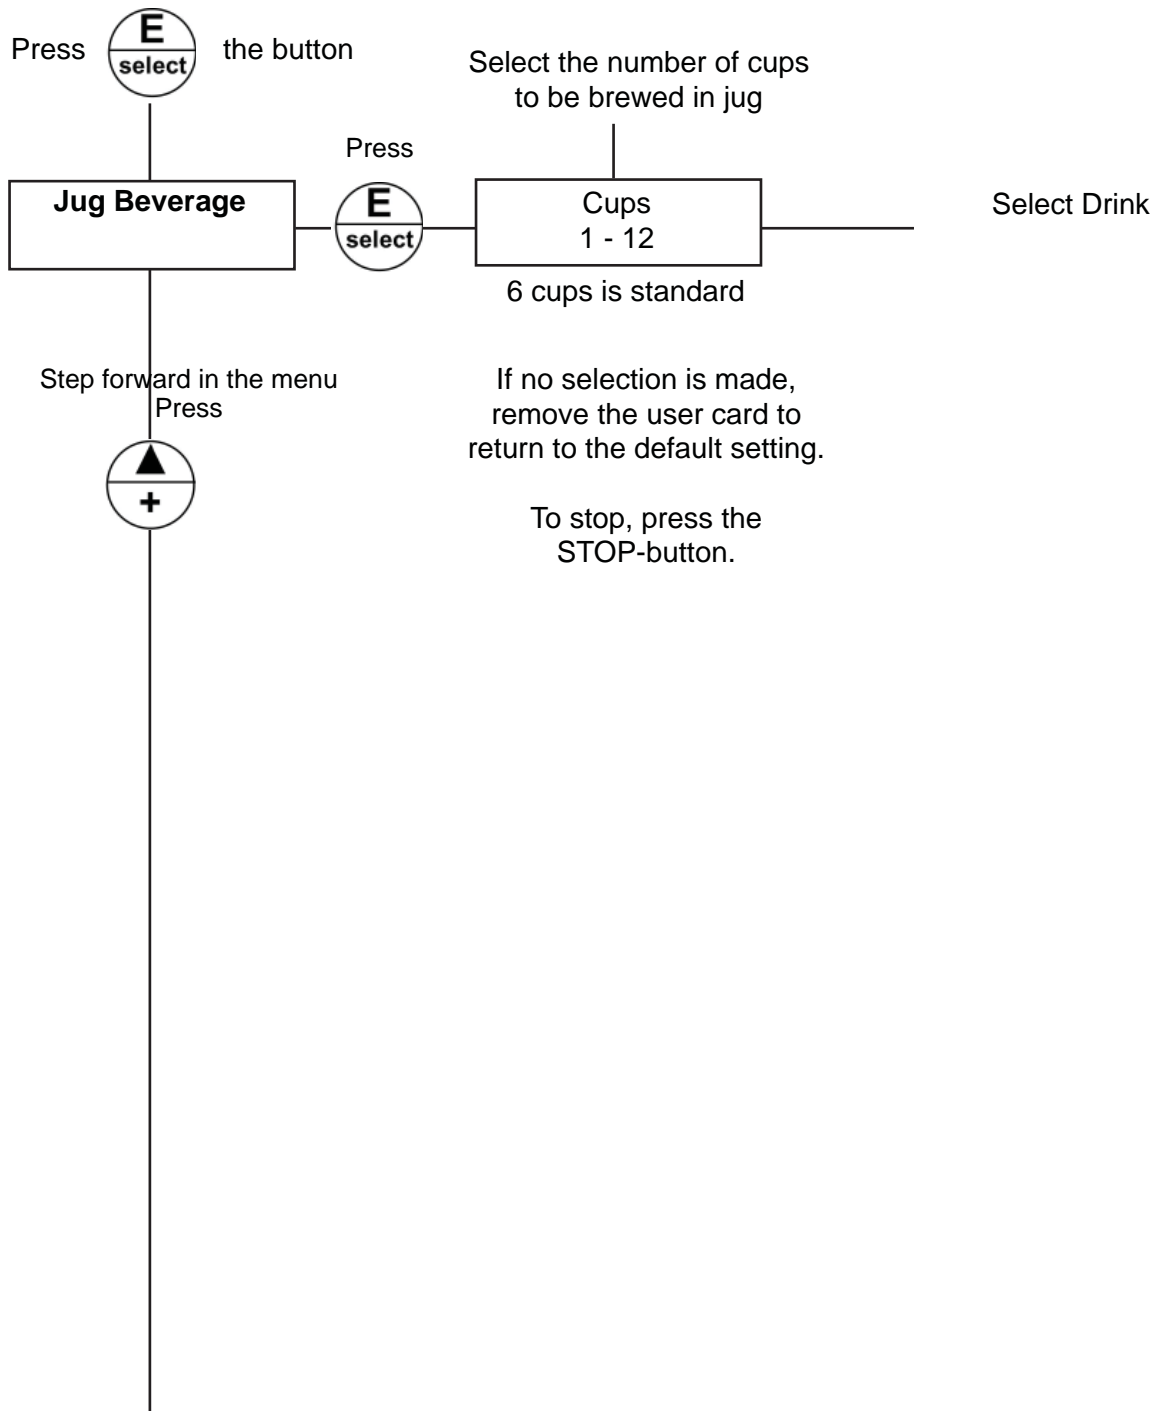 Press E the button
select
Select the number of cups
to be brewed in jug
Press
Jug Beverage
E
select
Cups
1 - 12
Select Drink
6 cups is standard
Step forward in the menu
Press
+
If no selection is made,
remove the user card to
return to the default setting.
To stop, press the
STOP-button.